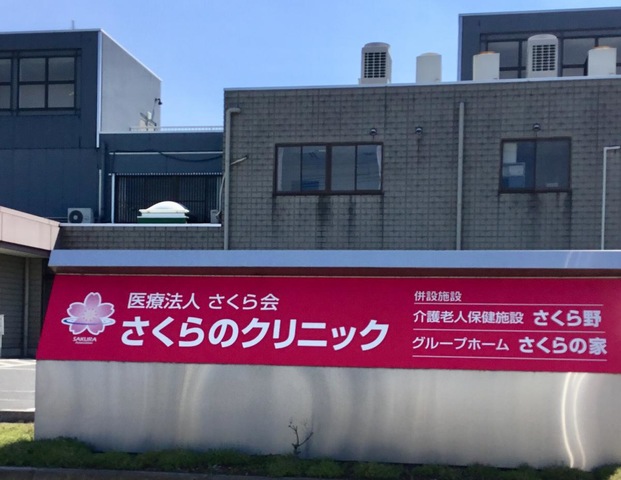 医療法人 さくら会
さくらのクリニック
SAKURA
併設施設
介護老人保健施設 さくら野
グループホーム さくらの家